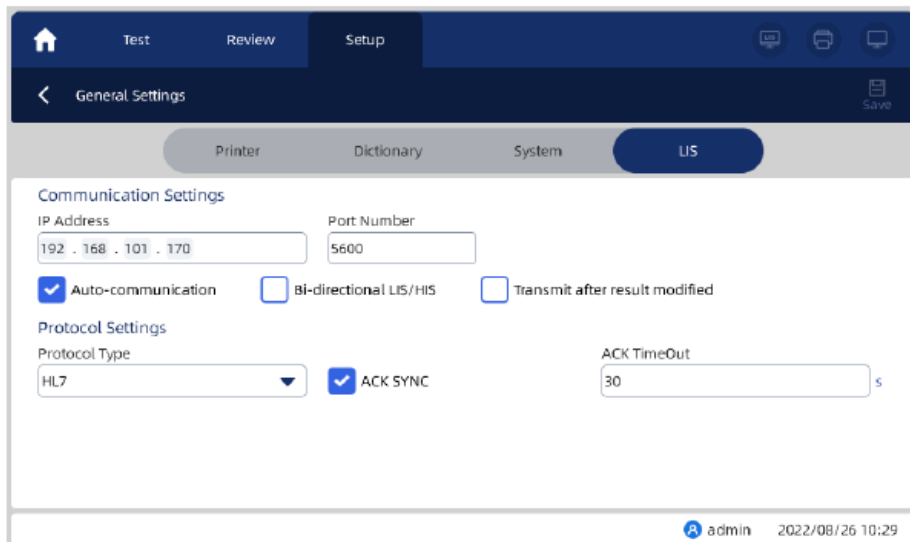 Test Review Setup LIS
General Settings Save
Printer Dictionary System LIS
Communication Settings
IP Address Port Number
192 . 168 . 101 . 170 5600
Auto-communication Bi-directional LIS/HIS Transmit after result modified
Protocol Settings
Protocol Type ACK TimeOut
HL7 ACK SYNC 30 s
admin 2022/08/26 10:29